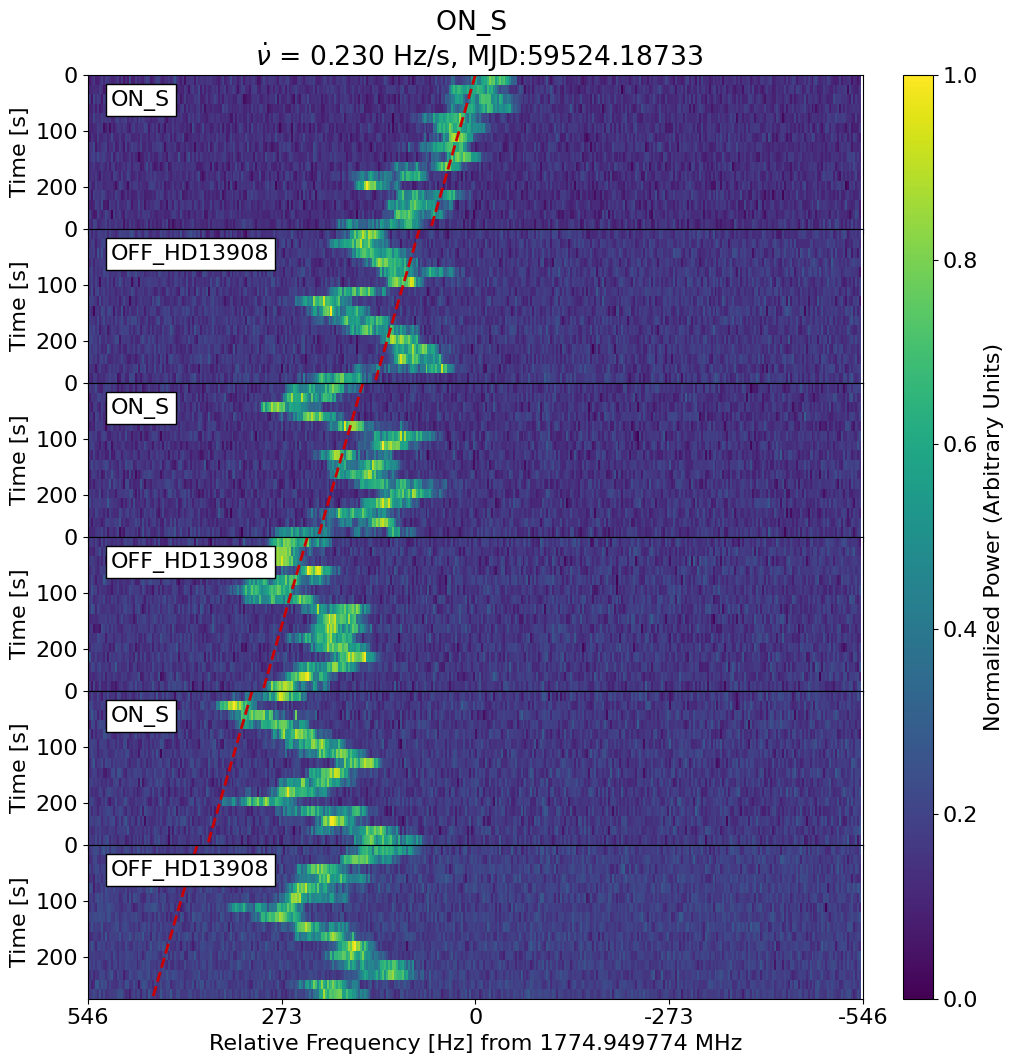 ON_S
ν̇ = 0.230 Hz/s, MJD:59524.18733
0
100
200
Time [s]
ON_S
0
100
200
Time [s]
OFF_HD13908
0
100
200
Time [s]
ON_S
0
100
200
Time [s]
OFF_HD13908
0
100
200
Time [s]
ON_S
0
100
200
Time [s]
OFF_HD13908
546 273 0 -273 -546
Relative Frequency [Hz] from 1774.949774 MHz
1.0
0.8
0.6
0.4
0.2
0.0
Normalized Power (Arbitrary Units)